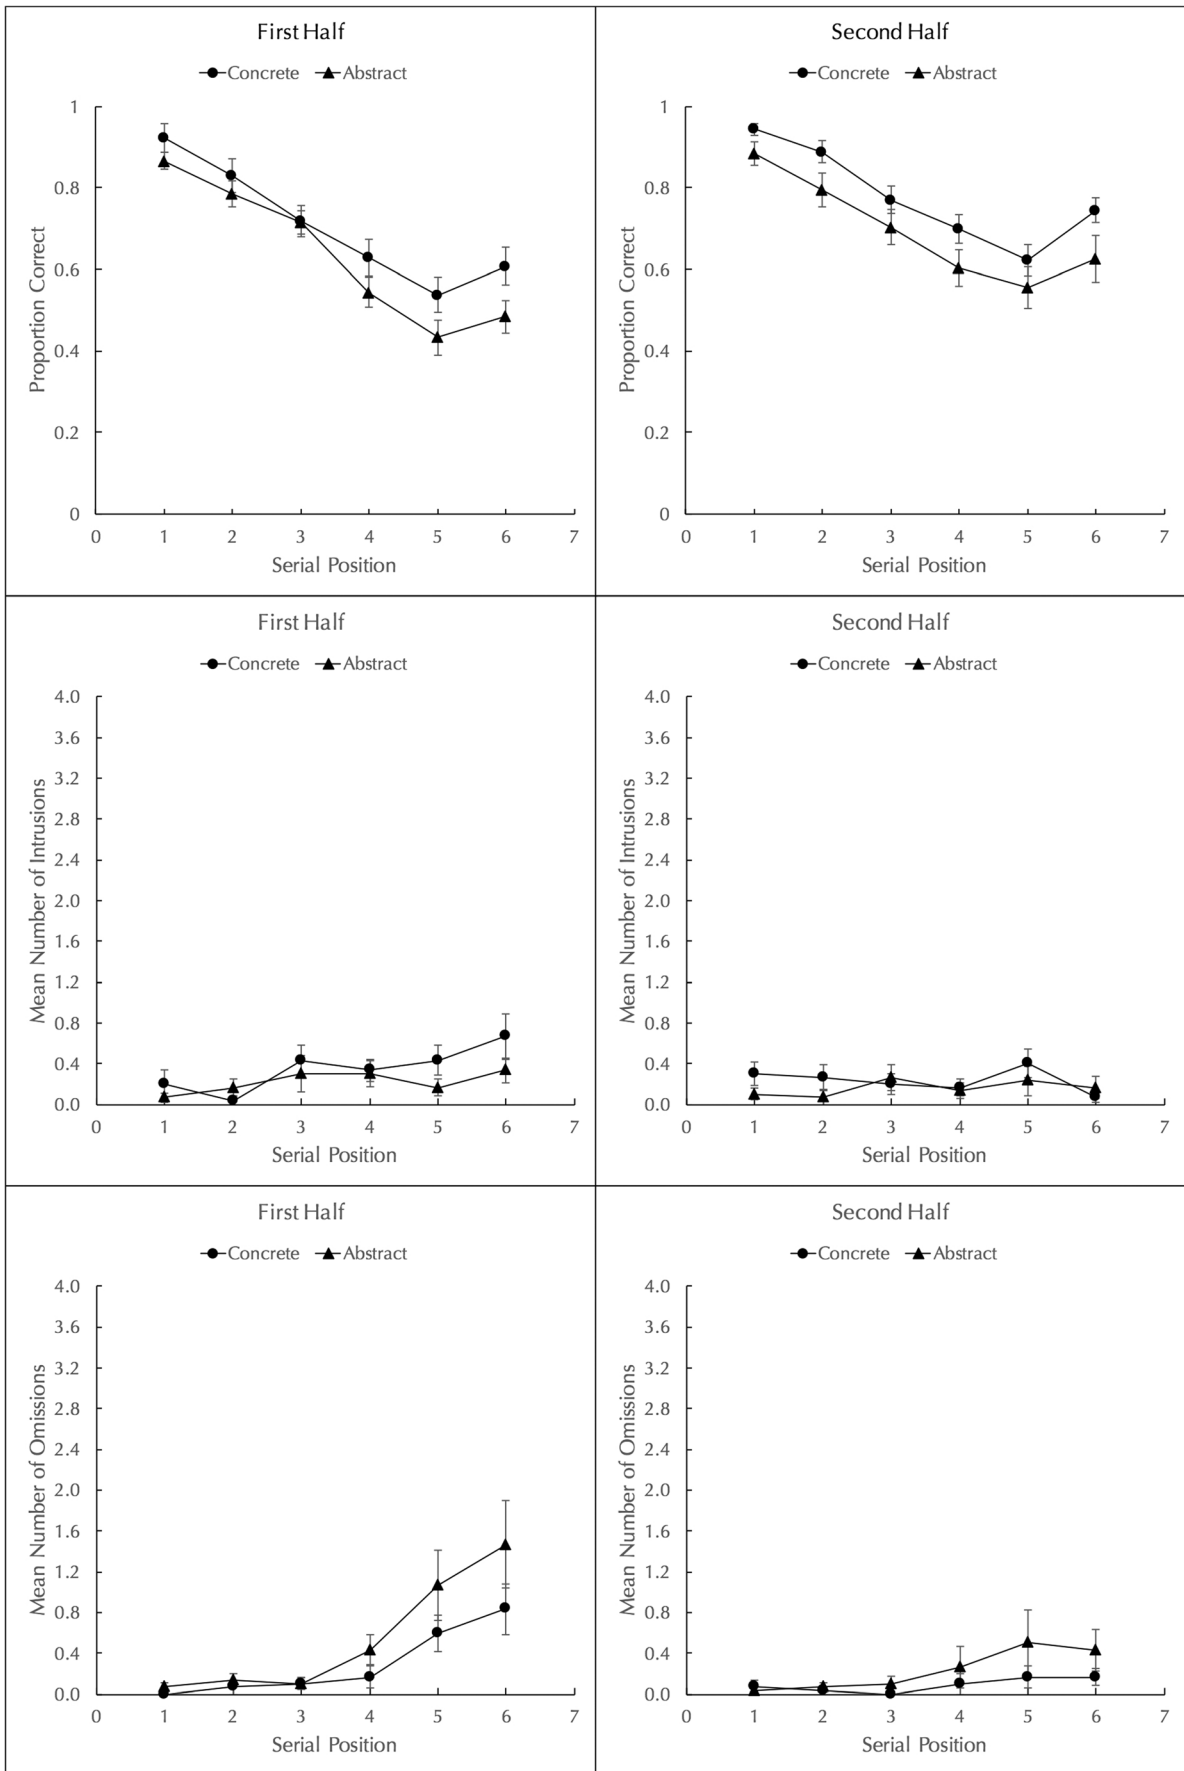 First Half
Concrete Abstract
1
0.8
0.6
0.4
0.2
0
Proportion Correct
0 1 2 3 4 5 6 7
Serial Position
Second Half
Concrete Abstract
1
0.8
0.6
0.4
0.2
0
Proportion Correct
0 1 2 3 4 5 6 7
Serial Position
First Half
Concrete Abstract
4.0
3.6
3.2
2.8
2.4
2.0
1.6
1.2
0.8
0.4
0.0
Mean Number of Intrusions
0 1 2 3 4 5 6 7
Serial Position
Second Half
Concrete Abstract
4.0
3.6
3.2
2.8
2.4
2.0
1.6
1.2
0.8
0.4
0.0
Mean Number of Intrusions
0 1 2 3 4 5 6 7
Serial Position
First Half
Concrete Abstract
4.0
3.6
3.2
2.8
2.4
2.0
1.6
1.2
0.8
0.4
0.0
Mean Number of Omissions
0 1 2 3 4 5 6 7
Serial Position
Second Half
Concrete Abstract
4.0
3.6
3.2
2.8
2.4
2.0
1.6
1.2
0.8
0.4
0.0
Mean Number of Omissions
0 1 2 3 4 5 6 7
Serial Position